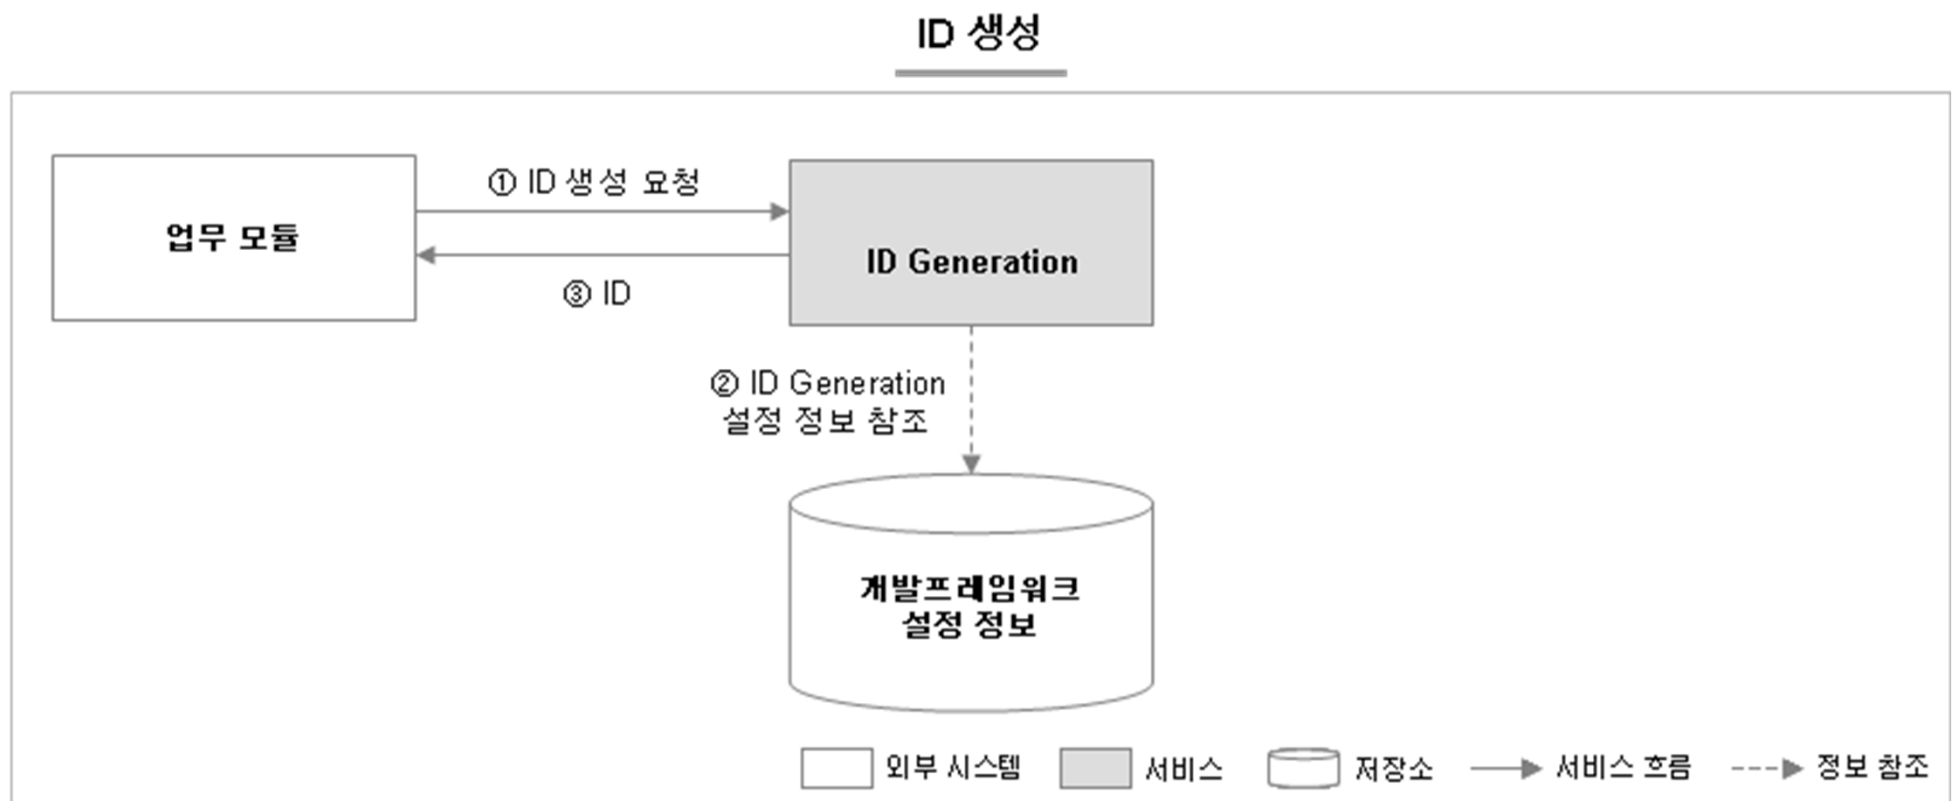 ID 생성
① ID 생성 요청
업무 모듈
ID Generation
③ ID
② ID Generation
설정 정보 참조
개발프레임워크
설정 정보
외부 시스템
서비스
저장소
서비스 흐름
정보 참조